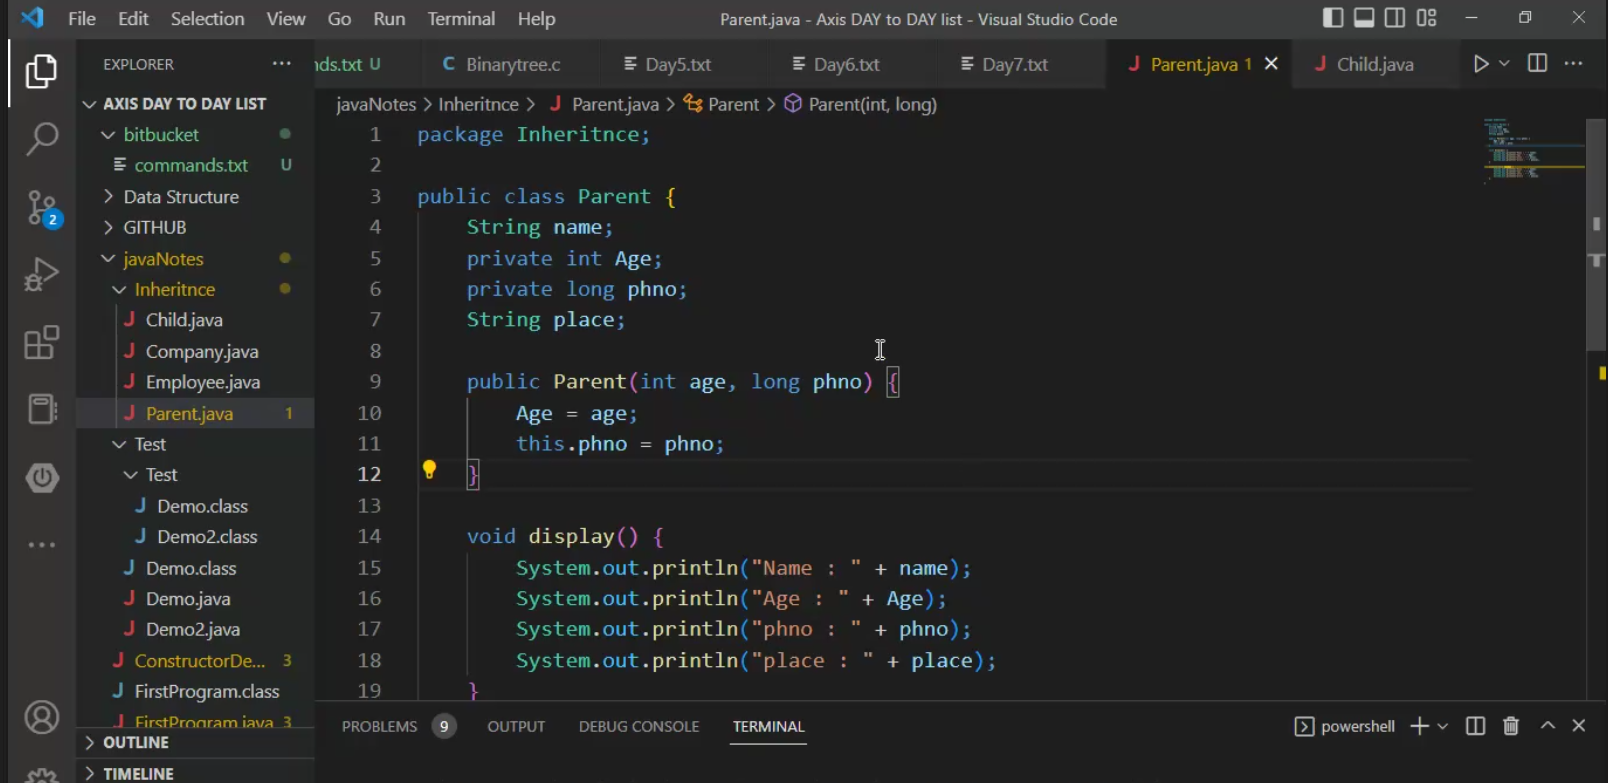 File Edit Selection View Go Run Terminal Help Parent.java - Axis DAY to DAY list - Visual Studio Code
EXPLORER
nds.txt U Binarytree.c Day5.txt Day6.txt Day7.txt Parent.java 1 Child.java
javaNotes > Inheritnce > Parent.java > Parent > Parent(int, long)
AXIS DAY TO DAY LIST
bitbucket
commands.txt U
Data Structure
GITHUB
javaNotes
Inheritnce
Child.java
Company.java
Employee.java
Parent.java 1
Test
Test
Demo.class
Demo2.class
Demo.class
Demo.java
Demo2.java
ConstructorDe... 3
FirstProgram.class
FirstProgram.java 3
OUTLINE
TIMELINE
2
1 package Inheritnce;
2
3 public class Parent {
4 String name;
5 private int Age;
6 private long phno;
7 String place;
8
9 public Parent(int age, long phno) {
10 Age = age;
11 this.phno = phno;
12 }
13
14 void display() {
15 System.out.println("Name : " + name);
16 System.out.println("Age : " + Age);
17 System.out.println("phno : " + phno);
18 System.out.println("place : " + place);
19 }
PROBLEMS 9 OUTPUT DEBUG CONSOLE TERMINAL powershell